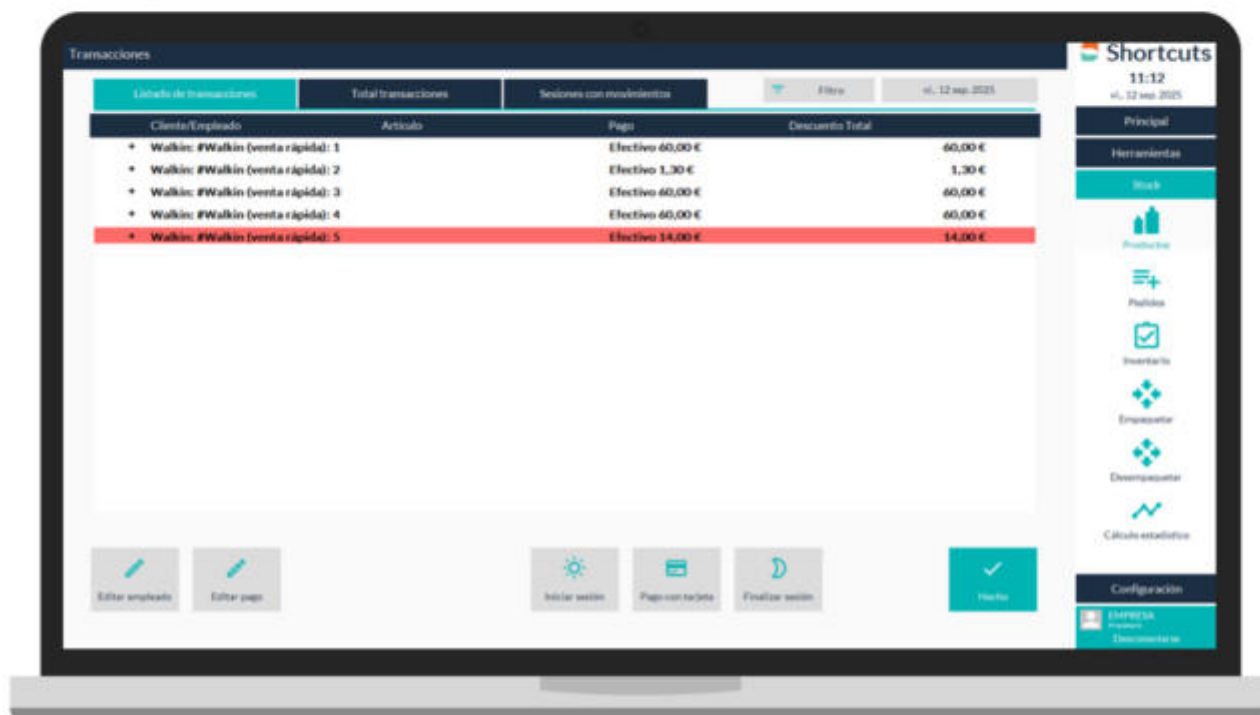 Transacciones
Listado de transacciones
Total transacciones
Sesiones con movimientos
Filtro
vi., 12 sep. 2025
Cliente/Empleado Artículo Pago Descuento Total
+ Walkin: #Walkin (venta rápida): 1 Efectivo 60,00 € 60,00 €
+ Walkin: #Walkin (venta rápida): 2 Efectivo 1,30 € 1,30 €
+ Walkin: #Walkin (venta rápida): 3 Efectivo 60,00 € 60,00 €
+ Walkin: #Walkin (venta rápida): 4 Efectivo 60,00 € 60,00 €
+ Walkin: #Walkin (venta rápida): 5 Efectivo 14,00 € 14,00 €
Editar empleado
Editar pago
Iniciar sesión
Pago con tarjeta
Finalizar sesión
Hecho
Shortcuts
11:12
vi., 12 sep. 2025
Principal
Herramientas
Stock
Productos
Pedidos
Inventario
Empaquetar
Desempaquetar
Cálculo estadístico
Configuración
EMPRESA
Desconectarse